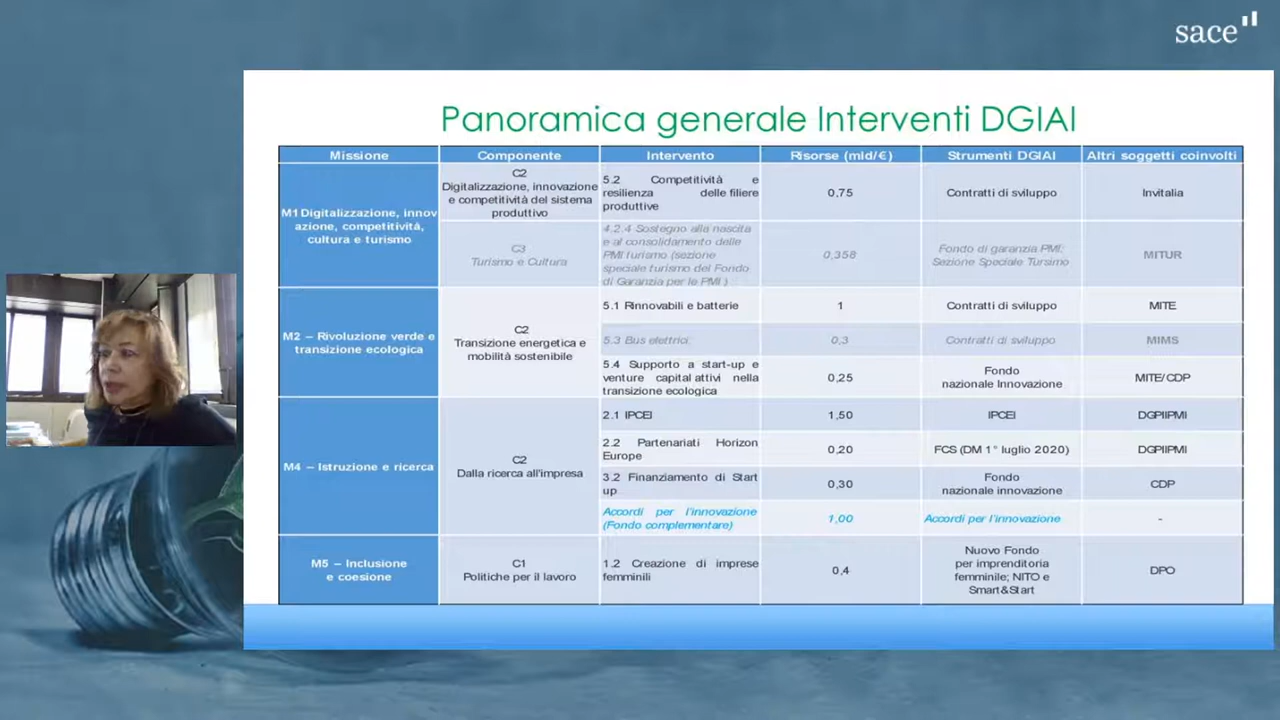 sace
Panoramica generale Interventi DGIAI
Missione Componente Intervento Risorse (mld/€) Strumenti DGIAI Altri soggetti coinvolti
M1 Digitalizzazione, innov
azione, competitività,
cultura e turismo
C2
Digitalizzazione, innovazione
e competitività del sistema
produttivo
5.2 Competitività e
resilienza delle filiere
produttive
0,75
Contratti di sviluppo
Invitalia
C3
Turismo e Cultura
4.2.4 Sostegno alla nascita
e al consolidamento delle
PMI turismo (sezione
speciale turismo del Fondo
di Garanzia per le PMI )
0,358
Fondo di garanzia PMI;
Sezione Speciale Tursimo
MITUR
M2 – Rivoluzione verde e
transizione ecologica
C2
Transizione energetica e
mobilità sostenibile
5.1 Rinnovabili e batterie
1
Contratti di sviluppo
MITE
5.3 Bus elettrici
0,3
Contratti di sviluppo
MIMS
5.4 Supporto a start-up e
venture capital attivi nella
transizione ecologica
0,25
Fondo
nazionale Innovazione
MITE/CDP
M4 – Istruzione e ricerca
C2
Dalla ricerca all'impresa
2.1 IPCEI
1,50
IPCEI
DGPIIPMI
2.2 Partenariati Horizon
Europe
0,20
FCS (DM 1° luglio 2020)
DGPIIPMI
3.2 Finanziamento di Start
up
0,30
Fondo
nazionale innovazione
CDP
Accordi per l'innovazione
(Fondo complementare)
1,00
Accordi per l'innovazione
-
M5 – Inclusione
e coesione
C1
Politiche per il lavoro
1.2 Creazione di imprese
femminili
0,4
Nuovo Fondo
per imprenditoria
femminile; NITO e
Smart&Start
DPO